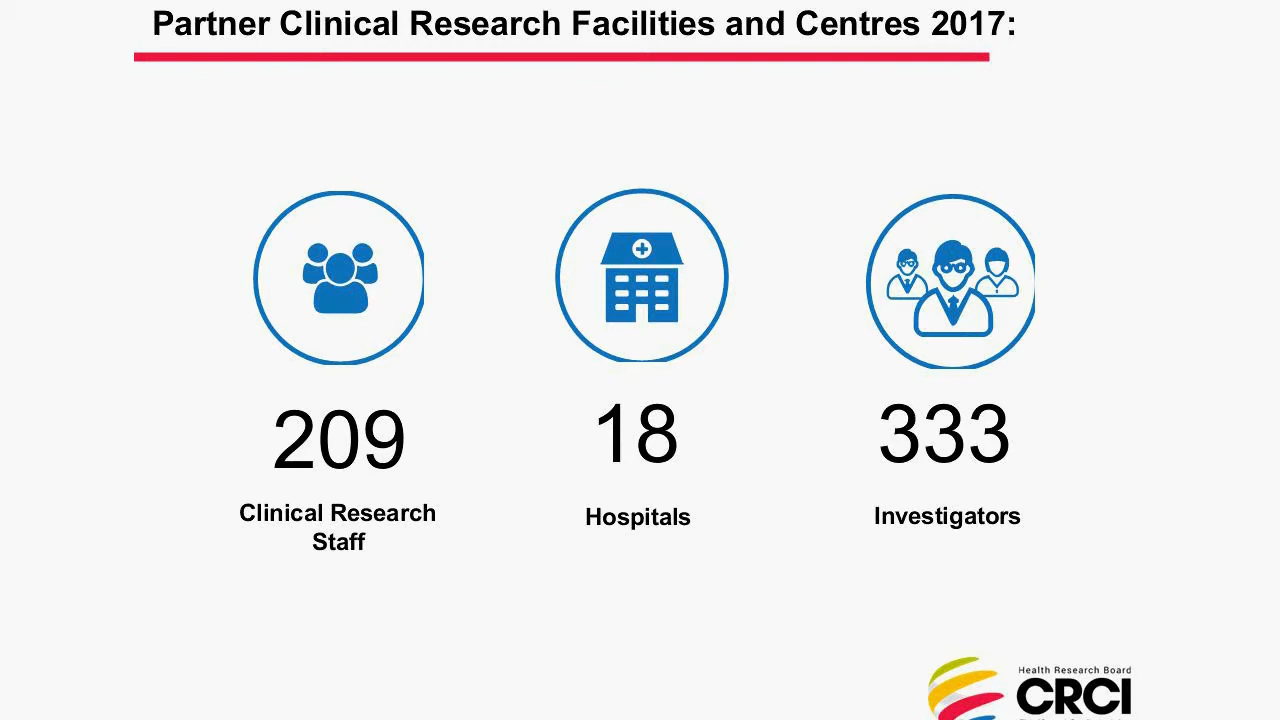 Partner Clinical Research Facilities and Centres 2017:
209
18
333
Clinical Research
Staff
Hospitals
Investigators
Health Research Board
CRCI